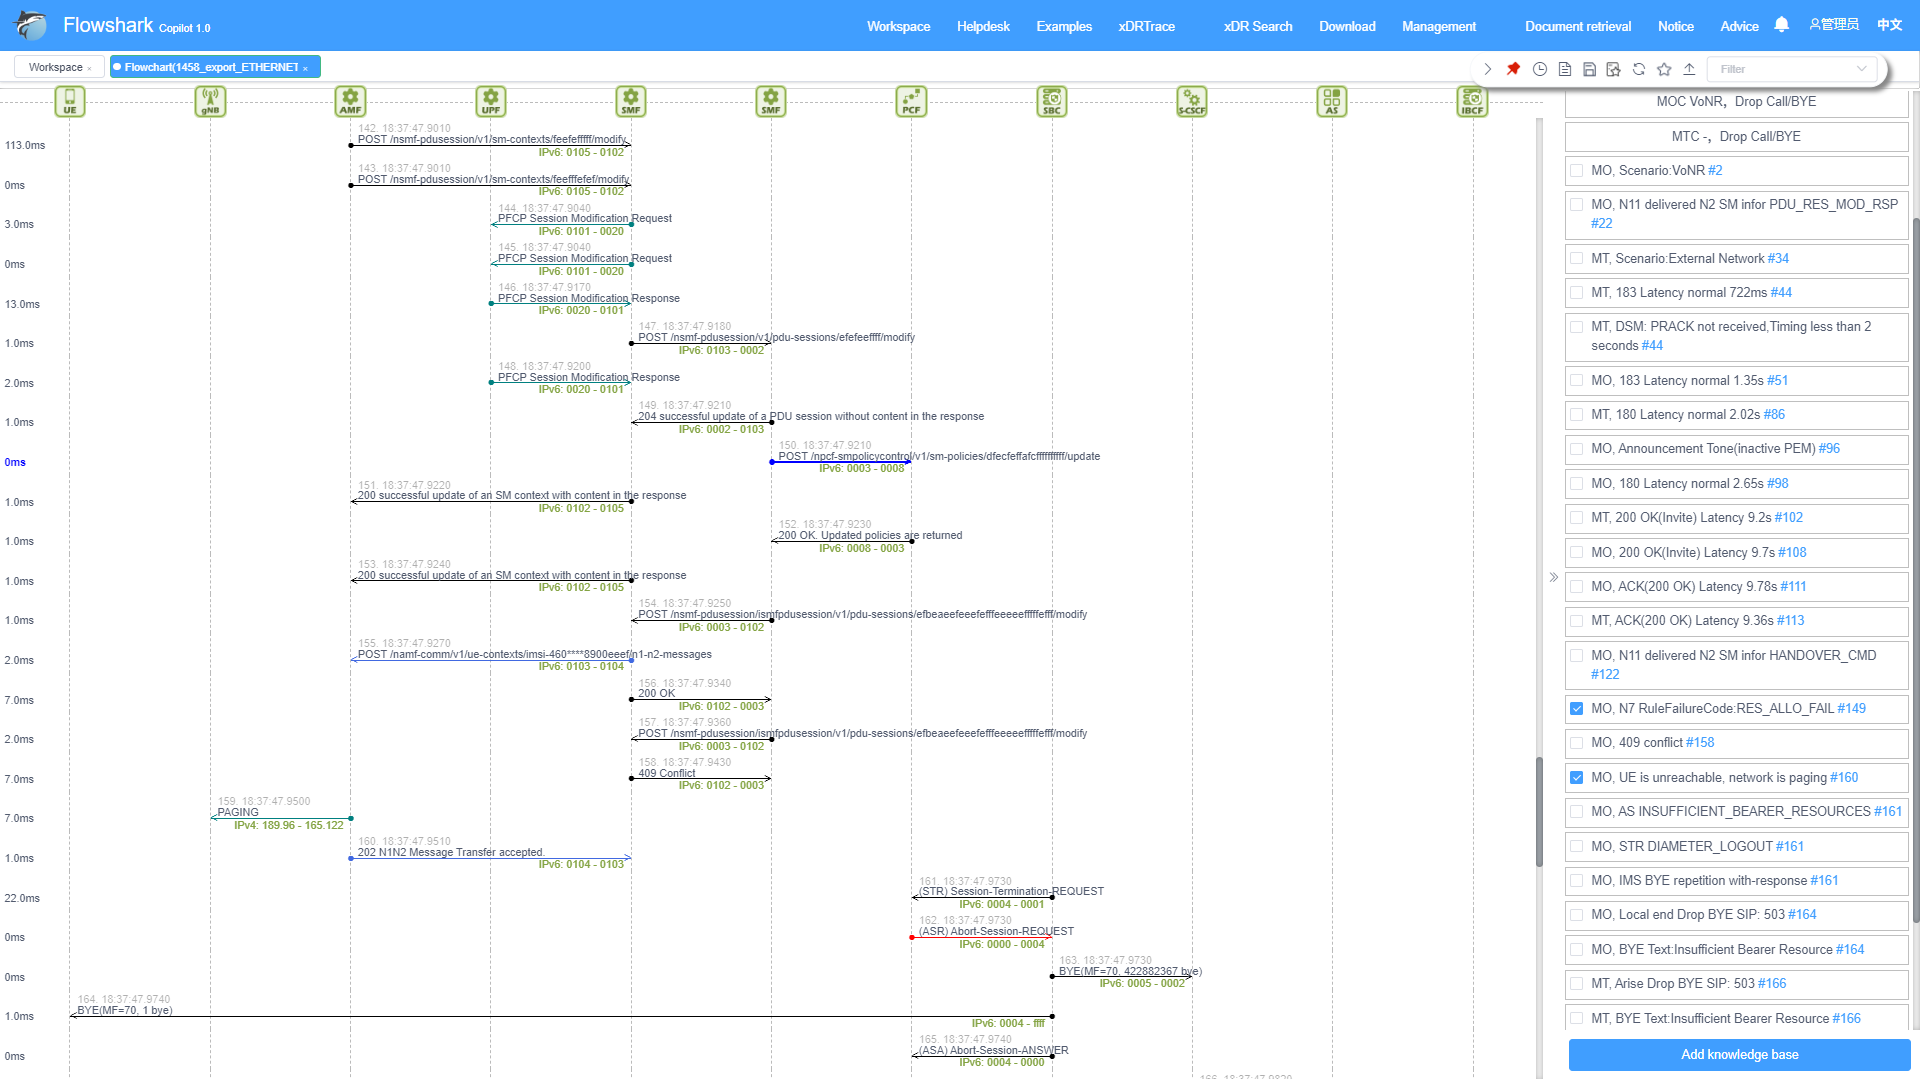 Flowshark Copilot 1.0
Workspace
Helpdesk
Examples
xDRTrace
xDR Search
Download
Management
Document retrieval
Notice
Advice
管理员
中文
Workspace ×
Flowchart(1458_export_ETHERNET ×
Filter
UE
gNB
AMF
UPF
SMF
SMF
PCF
SBC
S-CSCF
AS
IBCF
142. 18:37:47.9010
113.0ms
POST /nsmf-pdusession/v1/sm-contexts/feefefffff/modify
IPv6: 0105 - 0102
143. 18:37:47.9010
0ms
POST /nsmf-pdusession/v1/sm-contexts/feefffefef/modify
IPv6: 0105 - 0102
144. 18:37:47.9040
3.0ms
PFCP Session Modification Request
IPv6: 0101 - 0020
145. 18:37:47.9040
0ms
PFCP Session Modification Request
IPv6: 0101 - 0020
146. 18:37:47.9170
13.0ms
PFCP Session Modification Response
IPv6: 0020 - 0101
147. 18:37:47.9180
1.0ms
POST /nsmf-pdusession/v1/pdu-sessions/efefeeffff/modify
IPv6: 0103 - 0002
148. 18:37:47.9200
2.0ms
PFCP Session Modification Response
IPv6: 0020 - 0101
149. 18:37:47.9210
1.0ms
204 successful update of a PDU session without content in the response
IPv6: 0002 - 0103
150. 18:37:47.9210
0ms
POST /npcf-smpolicycontrol/v1/sm-policies/dfecfeffafcffffffffff/update
IPv6: 0003 - 0008
151. 18:37:47.9220
1.0ms
200 successful update of an SM context with content in the response
IPv6: 0102 - 0105
152. 18:37:47.9230
1.0ms
200 OK. Updated policies are returned
IPv6: 0008 - 0003
153. 18:37:47.9240
1.0ms
200 successful update of an SM context with content in the response
IPv6: 0102 - 0105
154. 18:37:47.9250
1.0ms
POST /nsmf-pdusession/ismfpdusession/v1/pdu-sessions/efbeaeefeeefefffeeeeefffffefff/modify
IPv6: 0003 - 0102
155. 18:37:47.9270
2.0ms
POST /namf-comm/v1/ue-contexts/imsi-460****8900eeef/n1-n2-messages
IPv6: 0103 - 0104
156. 18:37:47.9340
7.0ms
200 OK
IPv6: 0102 - 0003
157. 18:37:47.9360
2.0ms
POST /nsmf-pdusession/ismfpdusession/v1/pdu-sessions/efbeaeefeeefefffeeeeefffffefff/modify
IPv6: 0003 - 0102
158. 18:37:47.9430
7.0ms
409 Conflict
IPv6: 0102 - 0003
159. 18:37:47.9500
7.0ms
PAGING
IPv4: 189.96 - 165.122
160. 18:37:47.9510
1.0ms
202 N1N2 Message Transfer accepted.
IPv6: 0104 - 0103
161. 18:37:47.9730
22.0ms
(STR) Session-Termination-REQUEST
IPv6: 0004 - 0001
162. 18:37:47.9730
0ms
(ASR) Abort-Session-REQUEST
IPv6: 0000 - 0004
163. 18:37:47.9730
0ms
BYE(MF=70, 422882367 bye)
IPv6: 0005 - 0002
164. 18:37:47.9740
1.0ms
BYE(MF=70, 1 bye)
IPv6: 0004 - ffff
165. 18:37:47.9740
0ms
(ASA) Abort-Session-ANSWER
IPv6: 0004 - 0000
166. 18:37:47.9820
MOC VoNR，Drop Call/BYE
MTC -，Drop Call/BYE
MO, Scenario:VoNR #2
MO, N11 delivered N2 SM infor PDU_RES_MOD_RSP
#22
MT, Scenario:External Network #34
MT, 183 Latency normal 722ms #44
MT, DSM: PRACK not received,Timing less than 2
seconds #44
MO, 183 Latency normal 1.35s #51
MT, 180 Latency normal 2.02s #86
MO, Announcement Tone(inactive PEM) #96
MO, 180 Latency normal 2.65s #98
MT, 200 OK(Invite) Latency 9.2s #102
MO, 200 OK(Invite) Latency 9.7s #108
MO, ACK(200 OK) Latency 9.78s #111
MT, ACK(200 OK) Latency 9.36s #113
MO, N11 delivered N2 SM infor HANDOVER_CMD
#122
MO, N7 RuleFailureCode:RES_ALLO_FAIL #149
MO, 409 conflict #158
MO, UE is unreachable, network is paging #160
MO, AS INSUFFICIENT_BEARER_RESOURCES #161
MO, STR DIAMETER_LOGOUT #161
MO, IMS BYE repetition with-response #161
MO, Local end Drop BYE SIP: 503 #164
MO, BYE Text:Insufficient Bearer Resource #164
MT, Arise Drop BYE SIP: 503 #166
MT, BYE Text:Insufficient Bearer Resource #166
Add knowledge base